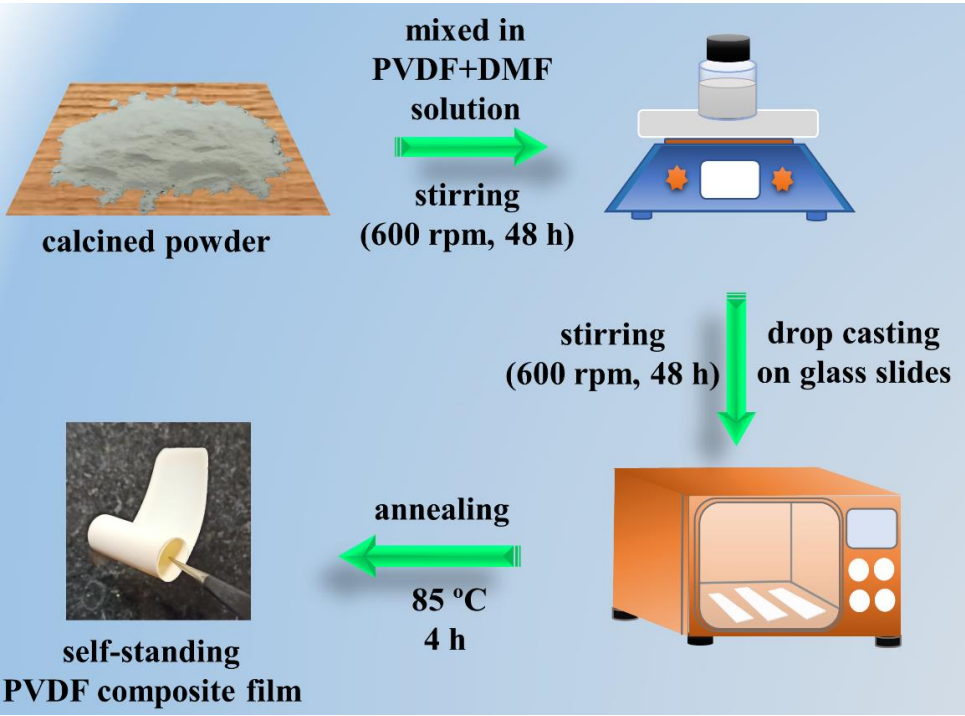 mixed in
PVDF+DMF
solution
stirring
(600 rpm, 48 h)
calcined powder
stirring
(600 rpm, 48 h)
drop casting
on glass slides
annealing
85 ºC
4 h
self-standing
PVDF composite film